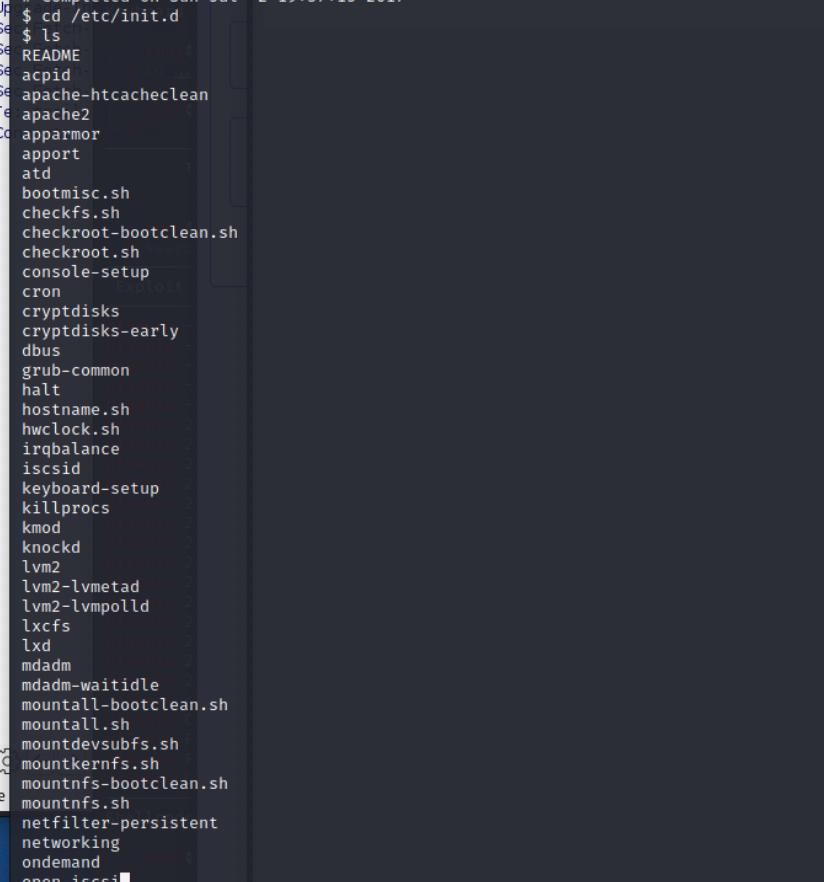 $ cd /etc/init.d
$ ls
README
acpid
apache-htcacheclean
apache2
apparmor
apport
atd
bootmisc.sh
checkfs.sh
checkroot-bootclean.sh
checkroot.sh
console-setup
cron
cryptdisks
cryptdisks-early
dbus
grub-common
halt
hostname.sh
hwclock.sh
irqbalance
iscsid
keyboard-setup
killprocs
kmod
knockd
lvm2
lvm2-lvmetad
lvm2-lvmpolld
lxcfs
lxd
mdadm
mdadm-waitidle
mountall-bootclean.sh
mountall.sh
mountdevsubfs.sh
mountkernfs.sh
mountnfs-bootclean.sh
mountnfs.sh
netfilter-persistent
networking
ondemand
open-iscsi
Exploit